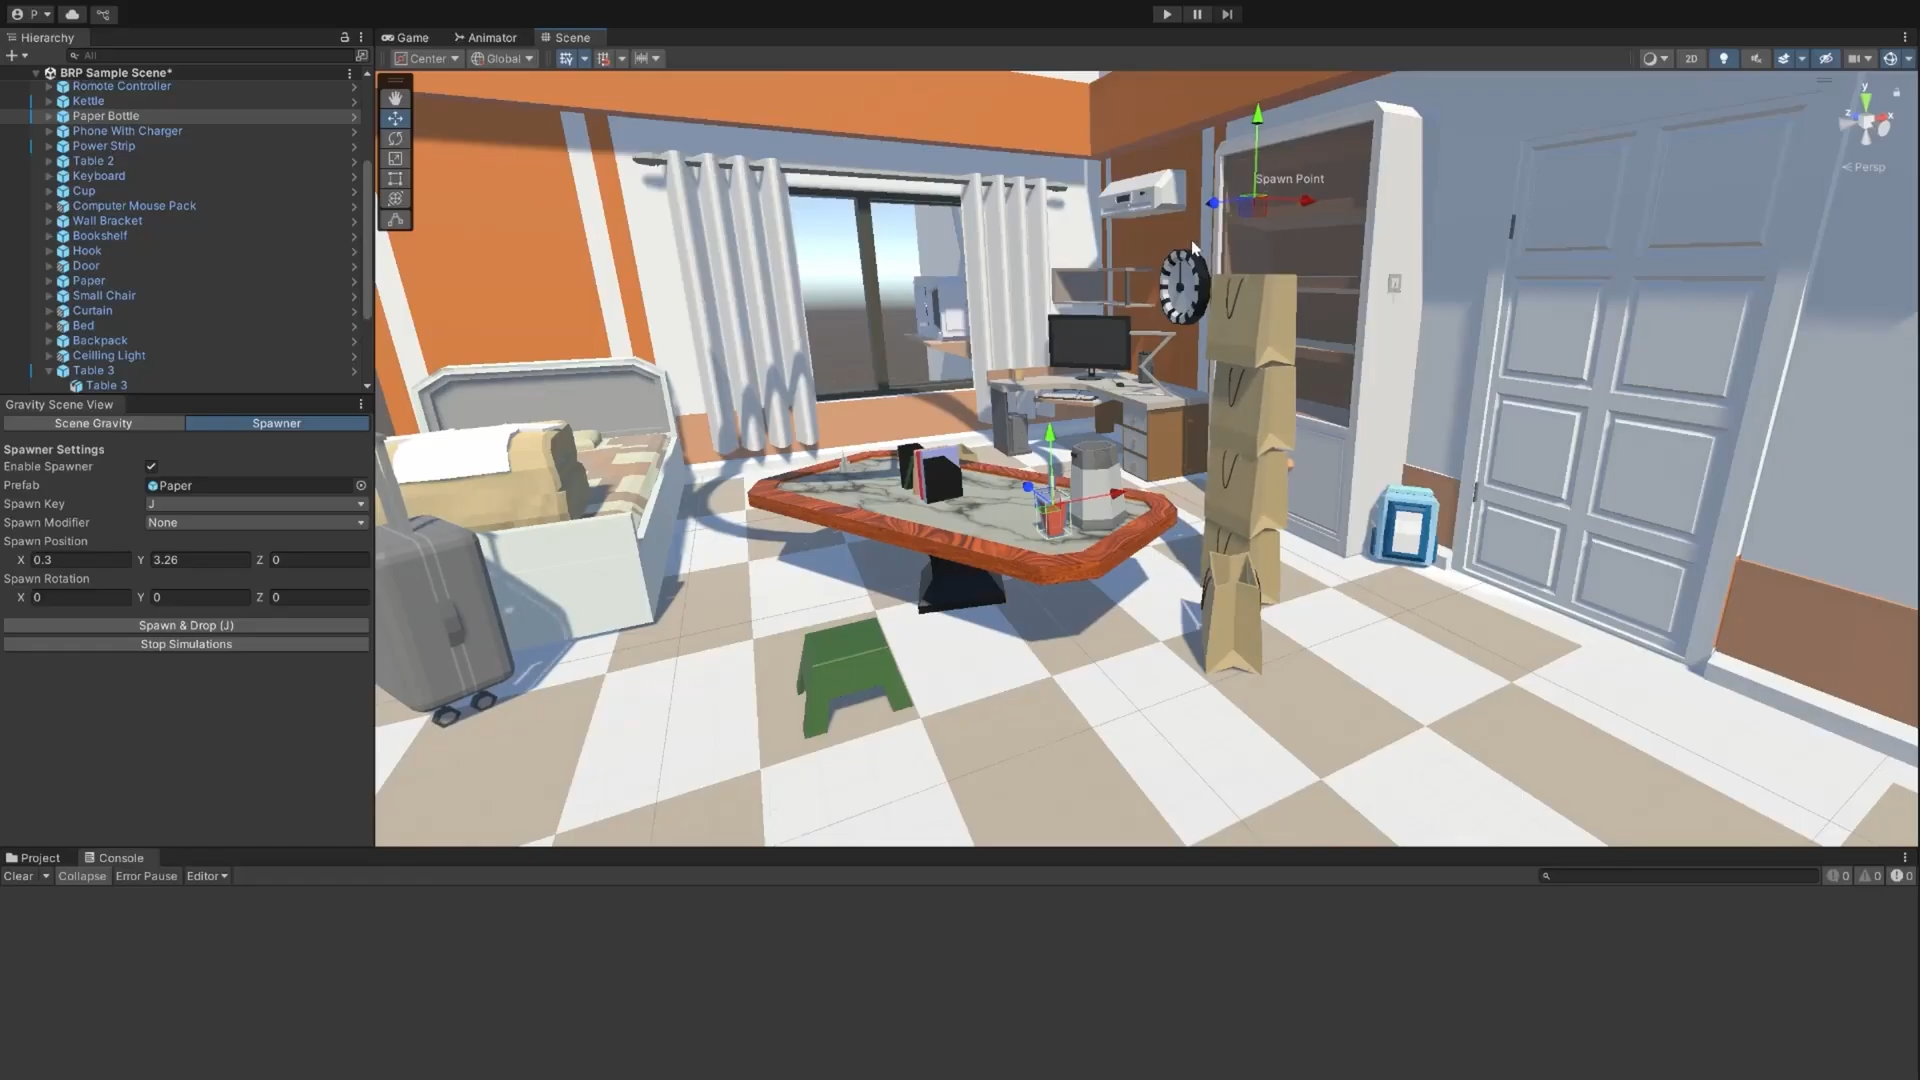 P
Hierarchy
All
BRP Sample Scene*
Romote Controller
Kettle
Paper Bottle
Phone With Charger
Power Strip
Table 2
Keyboard
Cup
Computer Mouse Pack
Wall Bracket
Bookshelf
Hook
Door
Paper
Small Chair
Curtain
Bed
Backpack
Ceilling Light
Table 3
Table 3
Gravity Scene View
Scene Gravity
Spawner
Spawner Settings
Enable Spawner
Prefab Paper
Spawn Key J
Spawn Modifier None
Spawn Position
X 0.3 Y 3.26 Z 0
Spawn Rotation
X 0 Y 0 Z 0
Spawn & Drop (J)
Stop Simulations
Game Animator Scene
Center Global 2D
Spawn Point
y
z x
Persp
Project Console
Clear Collapse Error Pause Editor 0 0 0